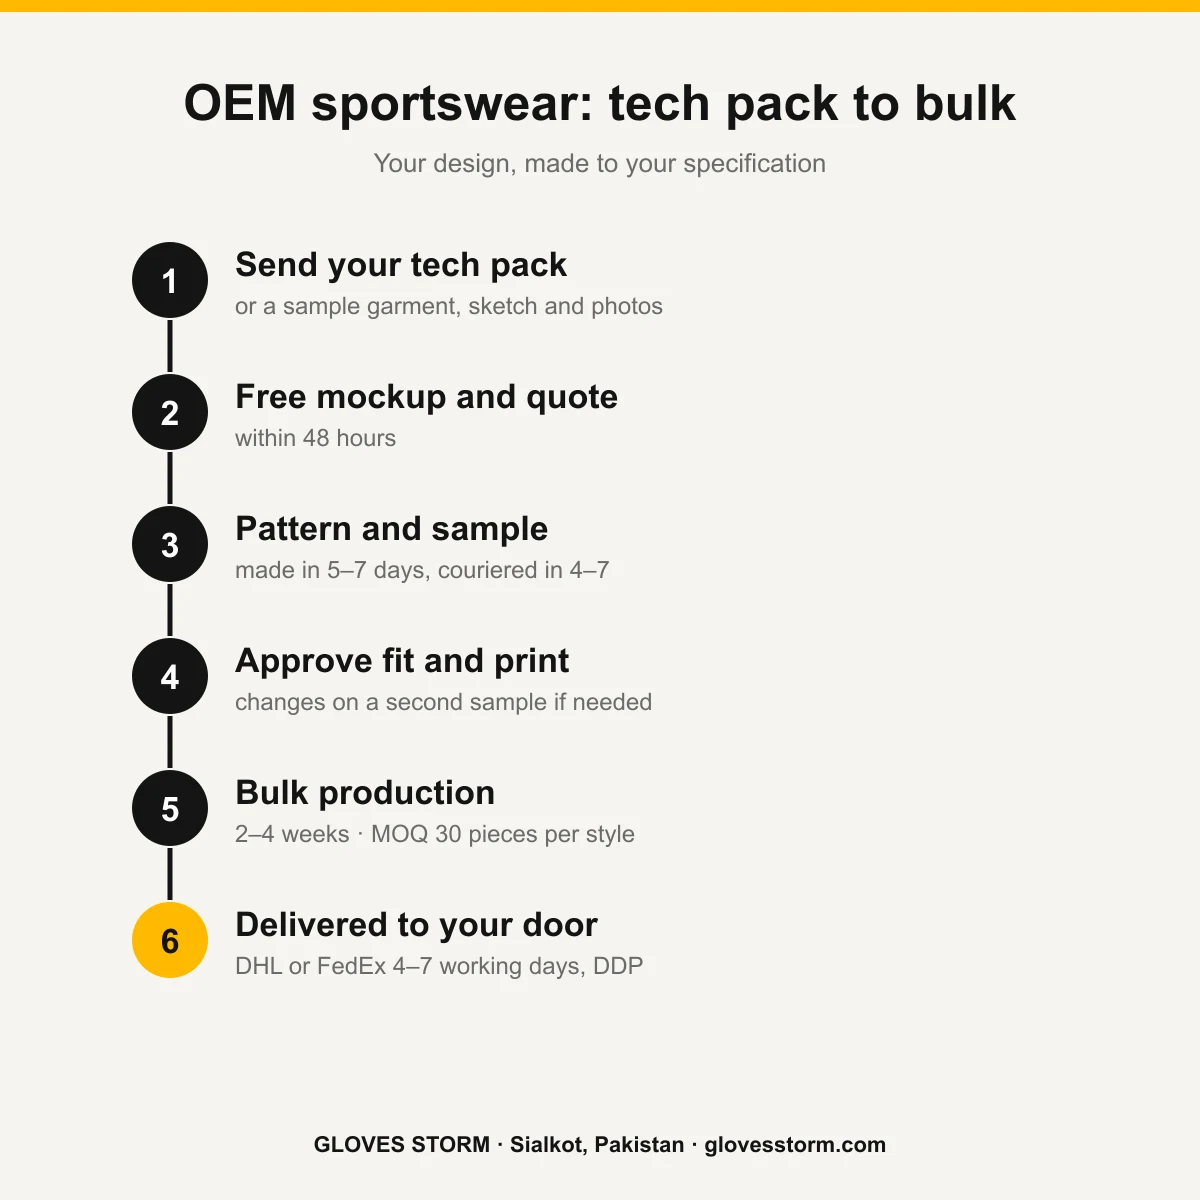 OEM sportswear: tech pack to bulk
Your design, made to your specification
1
Send your tech pack
or a sample garment, sketch and photos
2
Free mockup and quote
within 48 hours
3
Pattern and sample
made in 5–7 days, couriered in 4–7
4
Approve fit and print
changes on a second sample if needed
5
Bulk production
2–4 weeks · MOQ 30 pieces per style
6
Delivered to your door
DHL or FedEx 4–7 working days, DDP
GLOVES STORM · Sialkot, Pakistan · glovesstorm.com